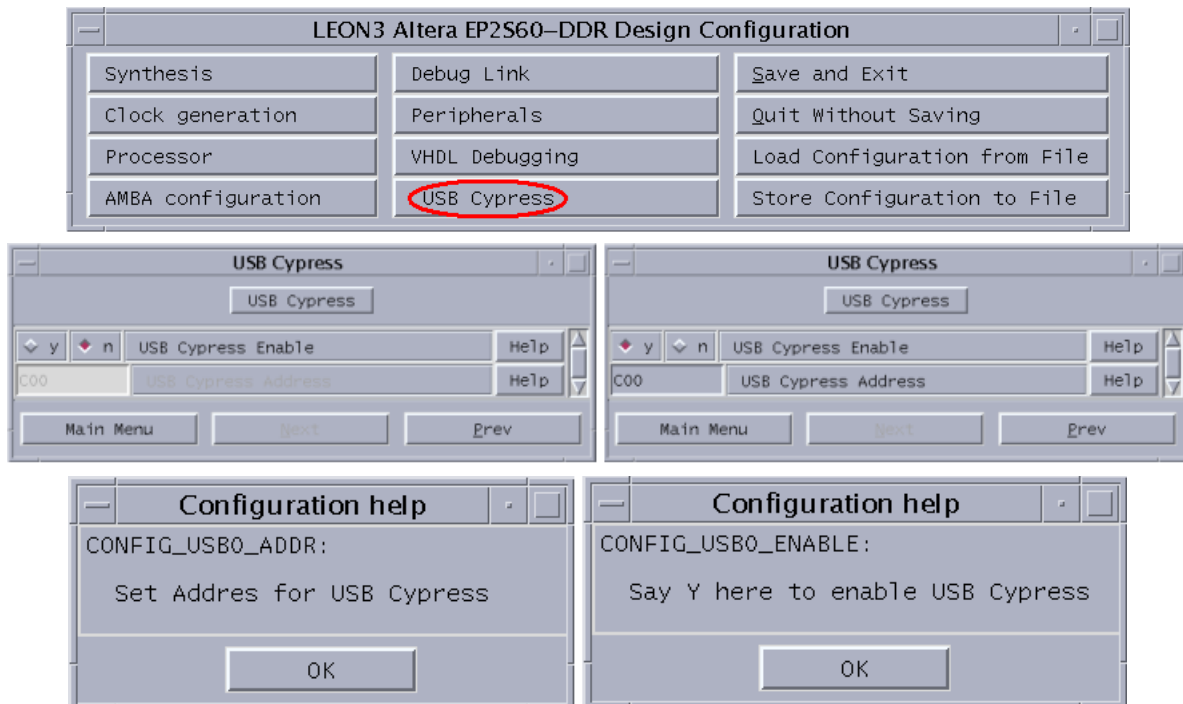 LEON3 Altera EP2S60–DDR Design Configuration
Synthesis Debug Link Save and Exit
Clock generation Peripherals Quit Without Saving
Processor VHDL Debugging Load Configuration from File
AMBA configuration USB Cypress Store Configuration to File
USB Cypress
USB Cypress
y n USB Cypress Enable Help
C00 USB Cypress Address Help
Main Menu Next Prev
USB Cypress
USB Cypress
y n USB Cypress Enable Help
C00 USB Cypress Address Help
Main Menu Next Prev
Configuration help
CONFIG_USB0_ADDR:
Set Addres for USB Cypress
OK
Configuration help
CONFIG_USB0_ENABLE:
Say Y here to enable USB Cypress
OK